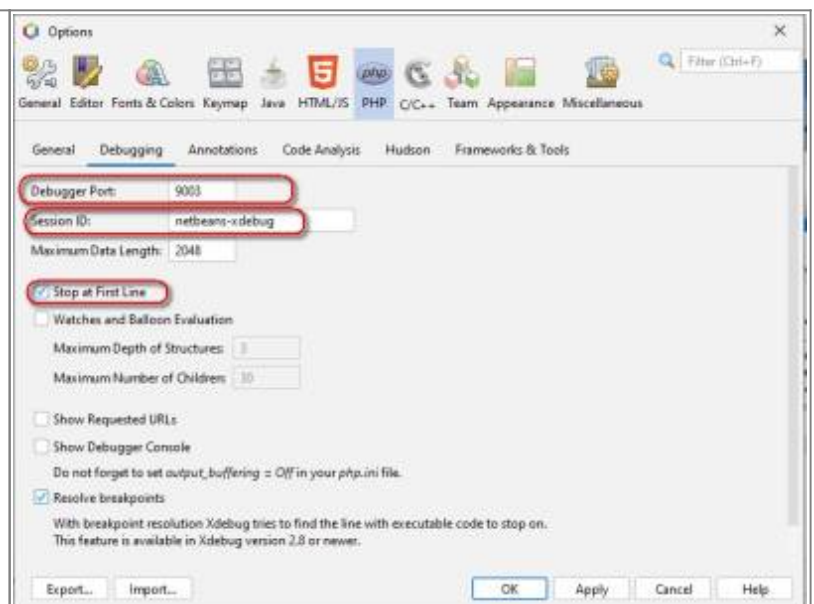 Options
Filter (Ctrl+F)
General Editor Fonts & Colors Keymap Java HTML/JS PHP C/C++ Team Appearance Miscellaneous
General Debugging Annotations Code Analysis Hudson Frameworks & Tools
Debugger Port: 9003
Session ID: netbeans-xdebug
Maximum Data Length: 2048
Stop at First Line
Watches and Balloon Evaluation
Maximum Depth of Structures: 3
Maximum Number of Children: 30
Show Requested URLs
Show Debugger Console
Do not forget to set output_buffering = Off in your php.ini file.
Resolve breakpoints
With breakpoint resolution Xdebug tries to find the line with executable code to stop on.
This feature is available in Xdebug version 2.8 or newer.
Export... Import... OK Apply Cancel Help